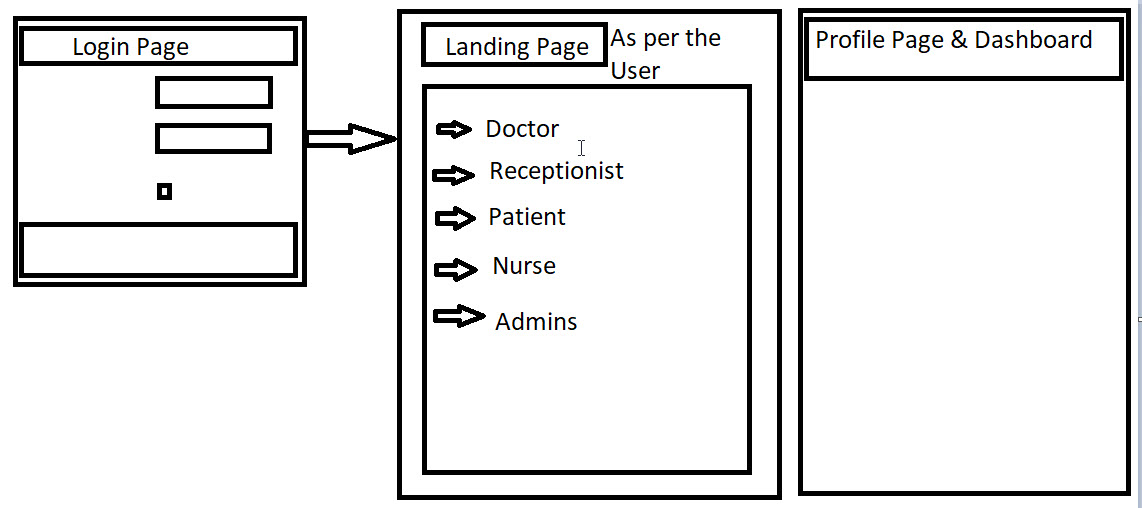 Login Page
Landing Page
As per the
User
Doctor
Receptionist
Patient
Nurse
Admins
Profile Page & Dashboard